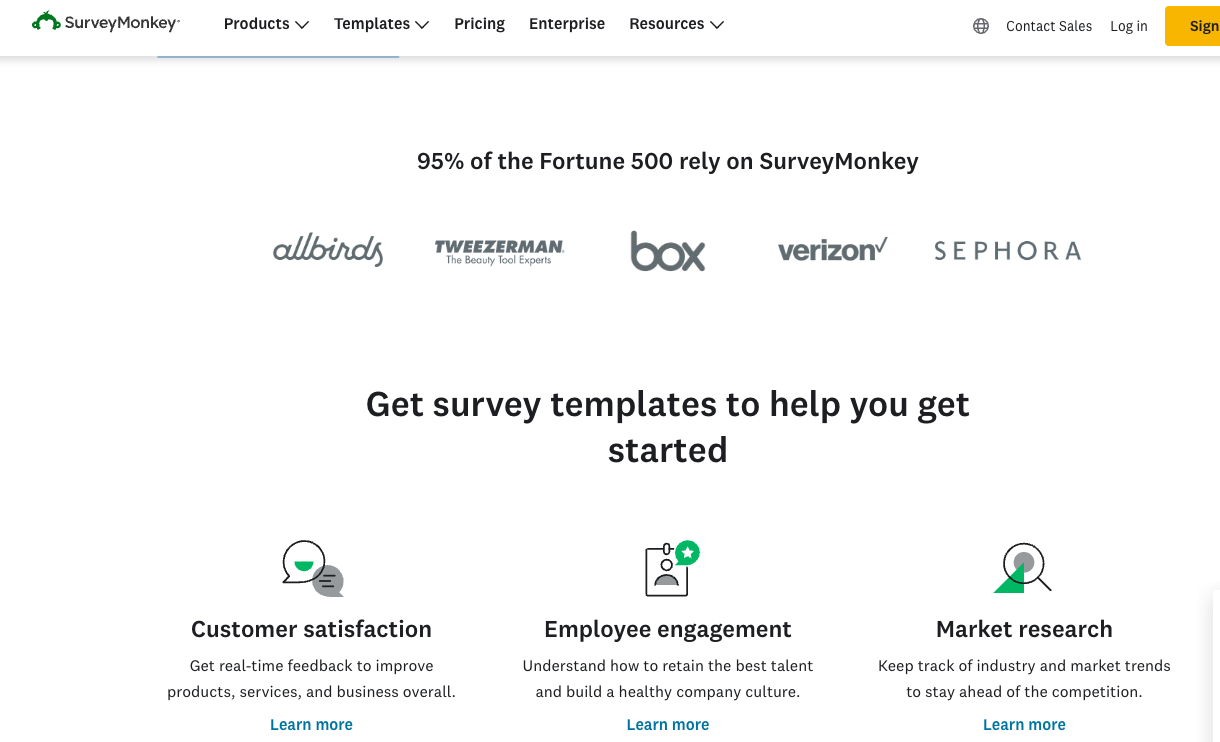 SurveyMonkey
Products Templates Pricing Enterprise Resources Contact Sales Log in Sign
95% of the Fortune 500 rely on SurveyMonkey
allbirds TWEEZERMAN box verizon SEPHORA
The Beauty Tool Experts
Get survey templates to help you get
started
Customer satisfaction Employee engagement Market research
Get real-time feedback to improve Understand how to retain the best talent Keep track of industry and market trends
products, services, and business overall. and build a healthy company culture. to stay ahead of the competition.
Learn more Learn more Learn more